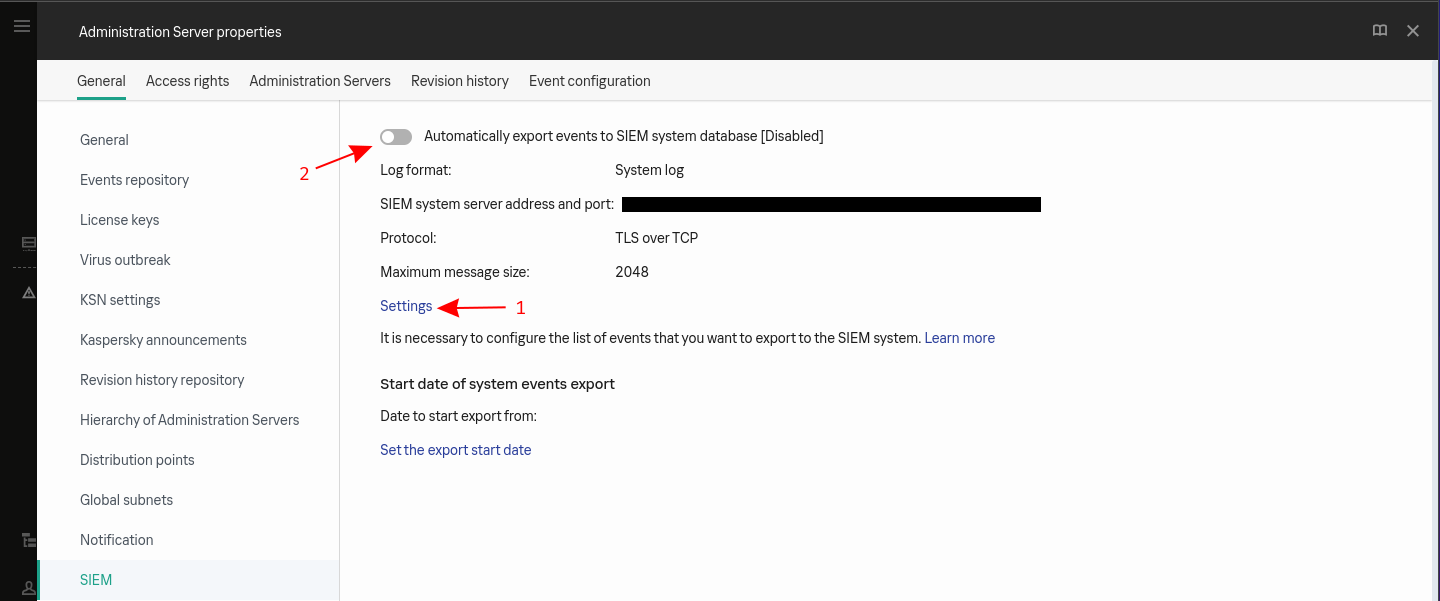 Administration Server properties
General Access rights Administration Servers Revision history Event configuration
General
Events repository
License keys
Virus outbreak
KSN settings
Kaspersky announcements
Revision history repository
Hierarchy of Administration Servers
Distribution points
Global subnets
Notification
SIEM
Automatically export events to SIEM system database [Disabled]
2
Log format: System log
SIEM system server address and port:
Protocol: TLS over TCP
Maximum message size: 2048
Settings 1
It is necessary to configure the list of events that you want to export to the SIEM system. Learn more
Start date of system events export
Date to start export from:
Set the export start date